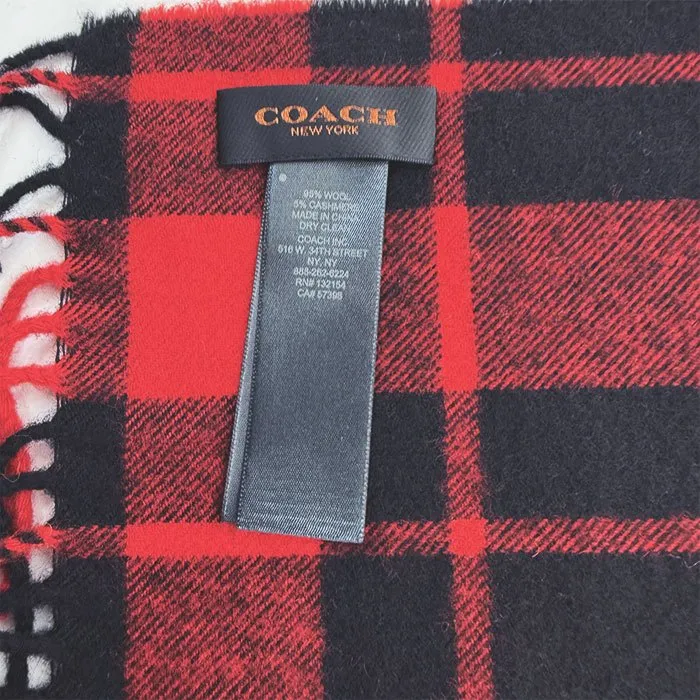 COACH
NEW YORK
95% WOOL
5% CASHMERE
MADE IN CHINA
DRY CLEAN
COACH INC
516 W. 34TH STREET
NY, NY
888-262-6224
RN# 132154
CA# 57398